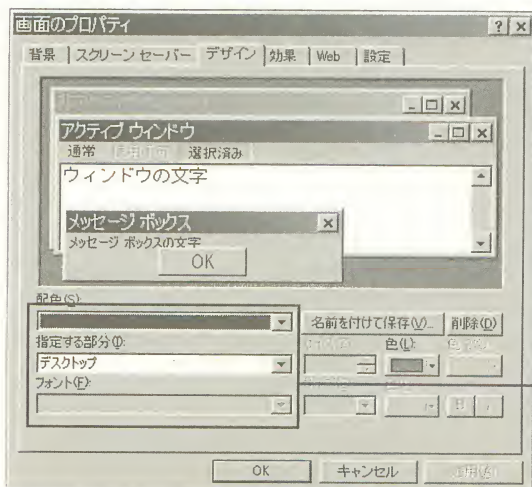 画面のプロパティ
背景 スクリーン セーバー デザイン 効果 Web 設定
アクティブ ウィンドウ
通常 選択済み
ウィンドウの文字
メッセージ ボックス
メッセージ ボックスの文字
OK
配色(S):
名前を付けて保存(V)... 削除(D)
指定する部分(I): 色(L):
デスクトップ
フォント(F):
OK キャンセル